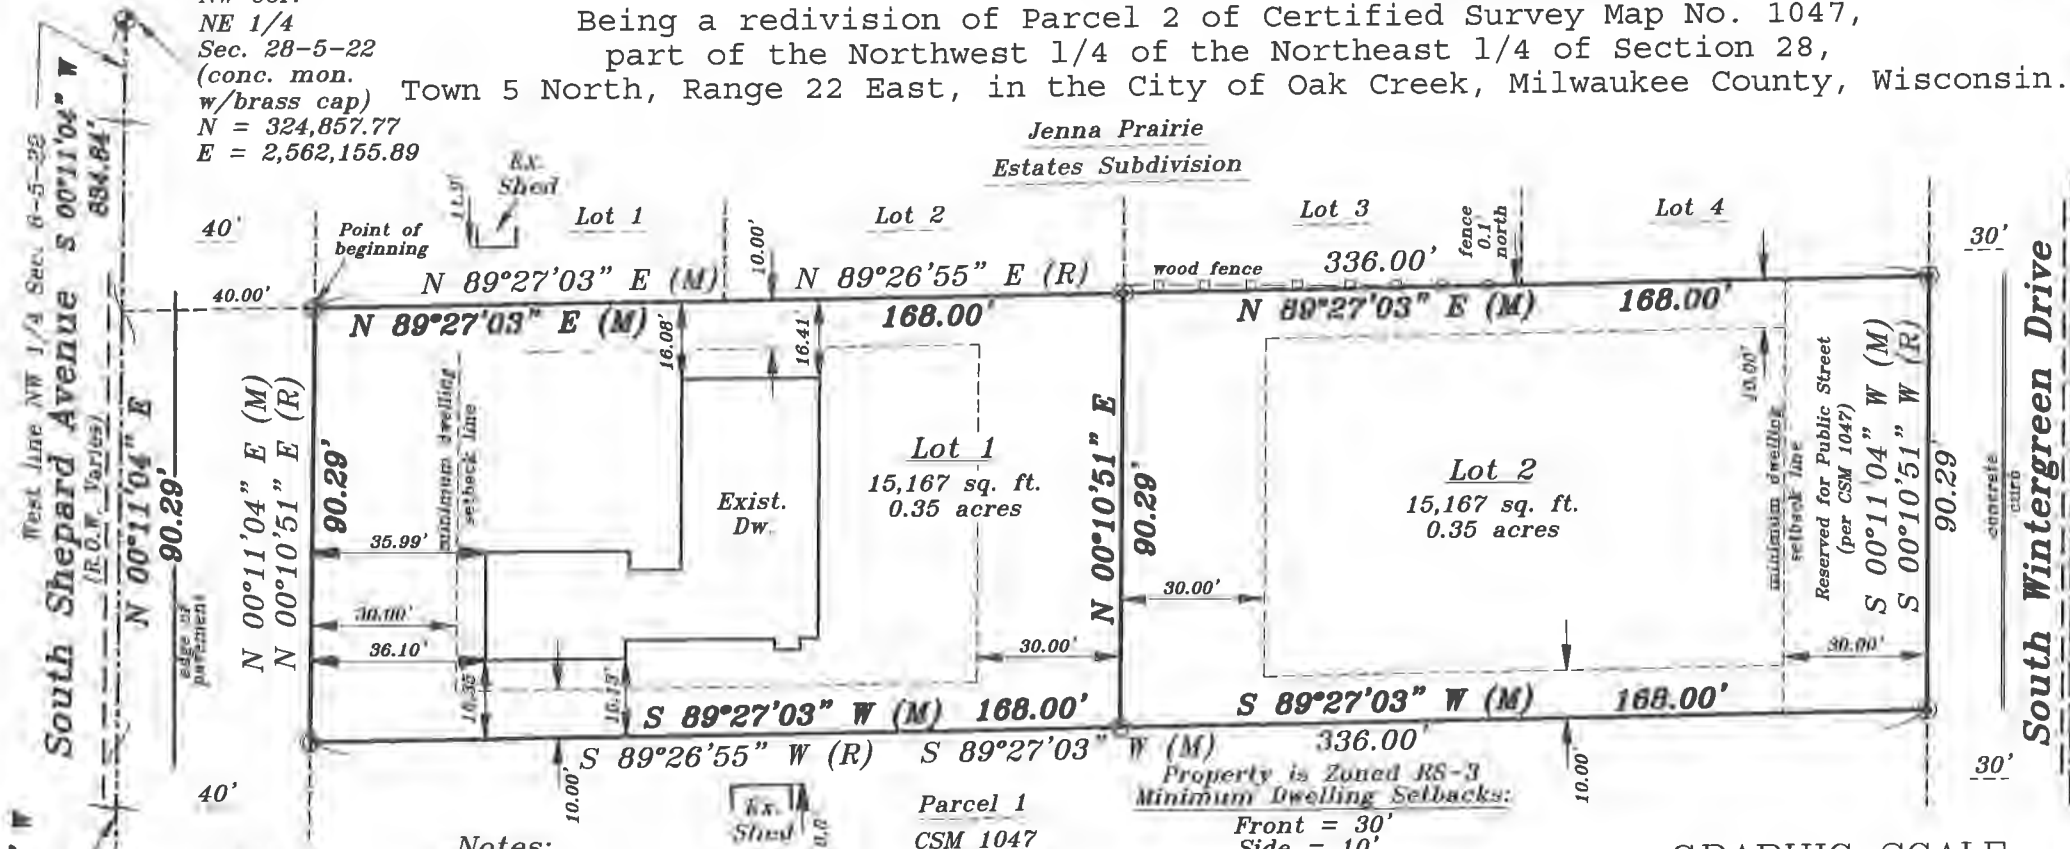 Being a redivision of Parcel 2 of Certified Survey Map No. 1047,
part of the Northwest 1/4 of the Northeast 1/4 of Section 28,
Town 5 North, Range 22 East, in the City of Oak Creek, Milwaukee County, Wisconsin.
NE 1/4
Sec. 28-5-22
(conc. mon.
w/brass cap)
N = 324,857.77
E = 2,562,155.89
Jenna Prairie
Estates Subdivision
Ex.
Shed
Lot 1
Lot 2
Lot 3
Lot 4
40'
Point of
beginning
10.00'
fence
0.1'
north
30'
N 89°27'03" E (M)
N 89°26'55" E (R)
wood fence
336.00'
40.00'
N 89°27'03" E (M)
168.00'
N 89°27'03" E (M)
168.00'
West line NW 1/4 Sec.
South Shepard Avenue
S 00°11'04" W
884.84'
(R.O.W. Varies)
N 00°11'04" E
90.29'
edge of
pavement
N 00°11'04" E (M)
N 00°10'51" E (R)
90.29'
minimum dwelling
setback line
16.08'
16.41'
Exist.
Dw.
Lot 1
15,167 sq. ft.
0.35 acres
N 00°10'51" E
90.29'
Lot 2
15,167 sq. ft.
0.35 acres
10.00'
minimum dwelling
setback line
Reserved for Public Street
(per CSM 1047)
S 00°11'04" W (M)
S 00°10'51" W (R)
90.29'
concrete
curb
South Wintergreen Drive
35.99'
30.00'
36.10'
30.00'
30.00'
30.00'
S 89°27'03" W (M)
168.00'
S 89°27'03" W (M)
168.00'
S 89°26'55" W (R)
S 89°27'03" W (M)
336.00'
40'
10.00'
10.00'
30'
Ex.
Shed
Parcel 1
CSM 1047
Property is Zoned RS-3
Minimum Dwelling Setbacks:
Front = 30'
Side = 10'
Notes:
GRAPHIC SCALE